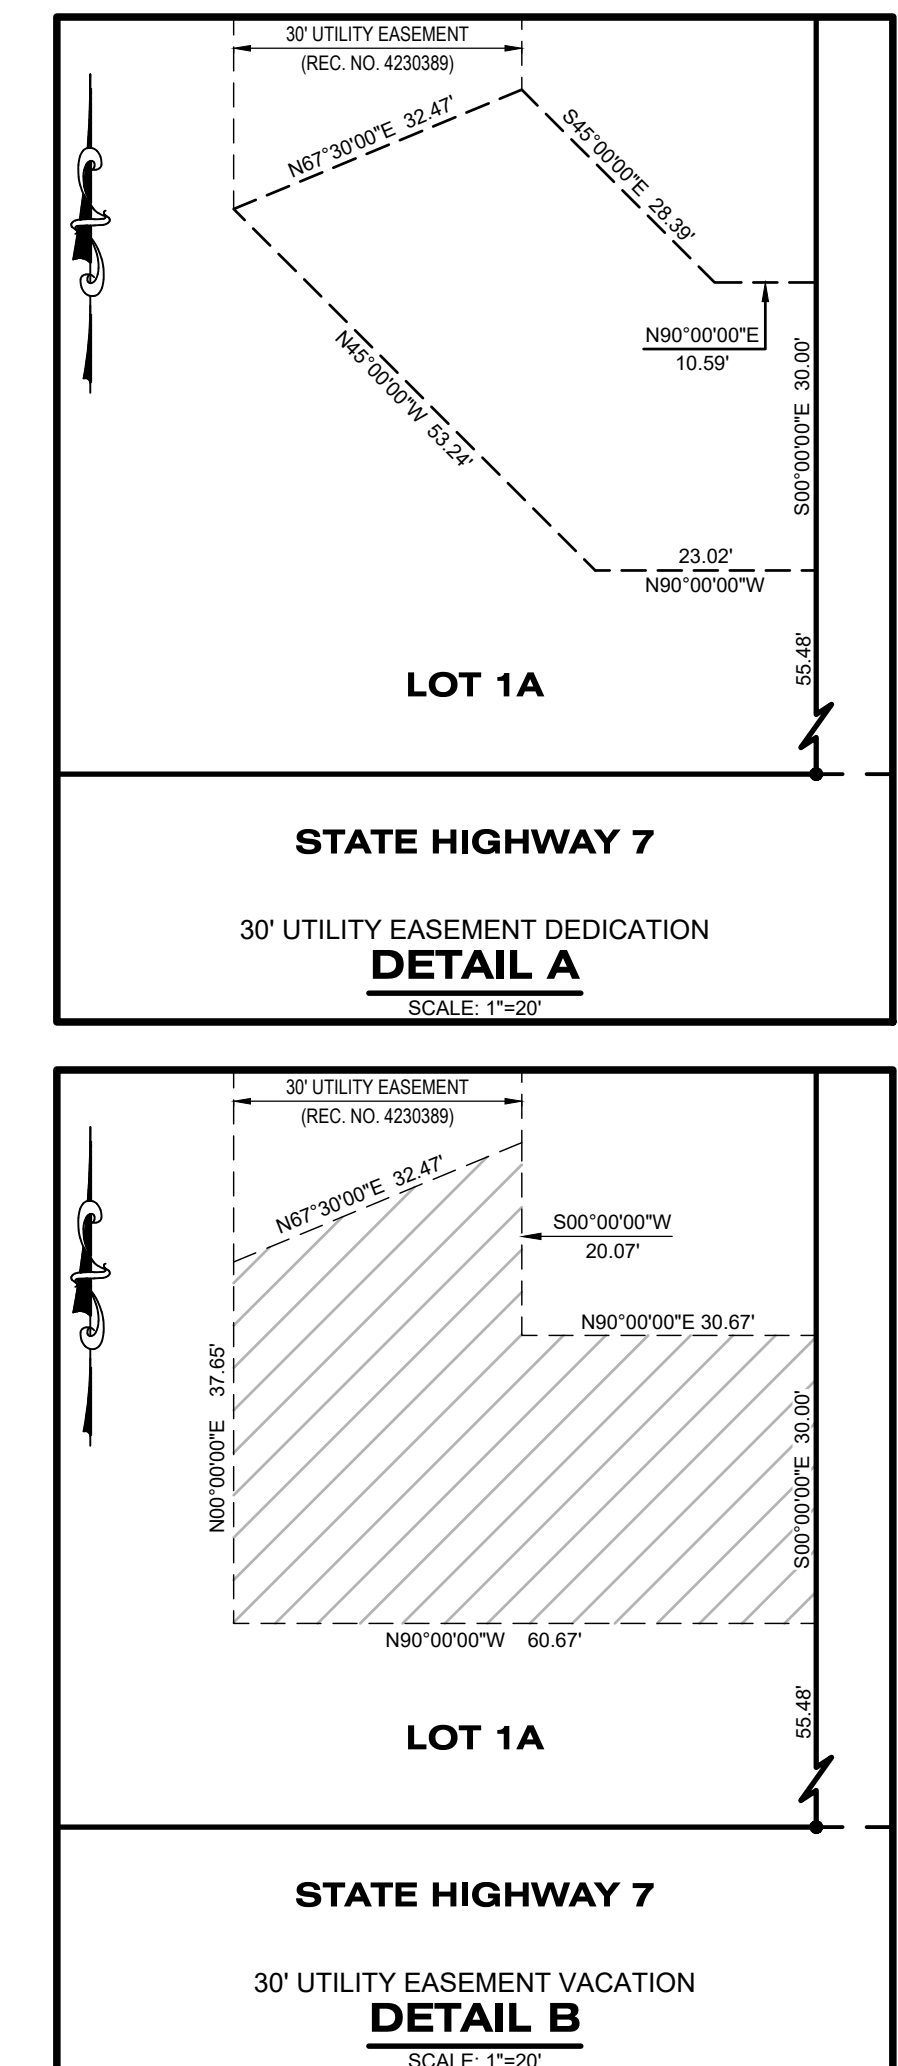 30' UTILITY EASEMENT
(REC. NO. 4230389)
N67°30'00"E 32.47'
S45°00'00"E 28.39'
N90°00'00"E
10.59'
S00°00'00"E 30.00'
N45°00'00"W 53.24'
23.02'
N90°00'00"W
55.48'
LOT 1A
STATE HIGHWAY 7
30' UTILITY EASEMENT DEDICATION
DETAIL A
SCALE: 1"=20'
30' UTILITY EASEMENT
(REC. NO. 4230389)
N67°30'00"E 32.47'
S00°00'00"W
20.07'
N90°00'00"E 30.67'
N00°00'00"E 37.65'
S00°00'00"E 30.00'
N90°00'00"W 60.67'
55.48'
LOT 1A
STATE HIGHWAY 7
30' UTILITY EASEMENT VACATION
DETAIL B
SCALE: 1"=20'